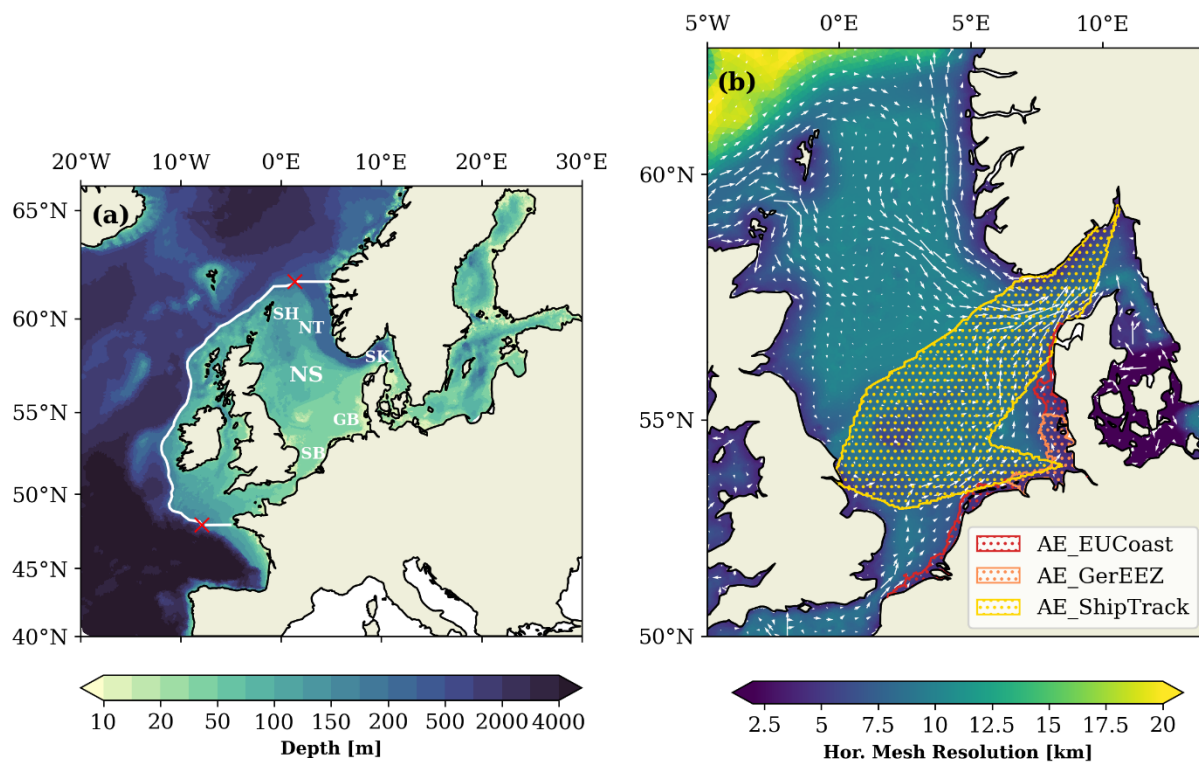 5°W 0°E 5°E 10°E
(b)
60°N
55°N
50°N
AE_EUCoast
AE_GerEEZ
AE_ShipTrack
2.5 5 7.5 10 12.5 15 17.5 20
Hor. Mesh Resolution [km]
20°W 10°W 0°E 10°E 20°E 30°E
(a)
65°N
60°N
55°N
50°N
45°N
40°N
SH
NT
SK
NS
GB
SB
10 20 50 100 150 200 500 2000 4000
Depth [m]